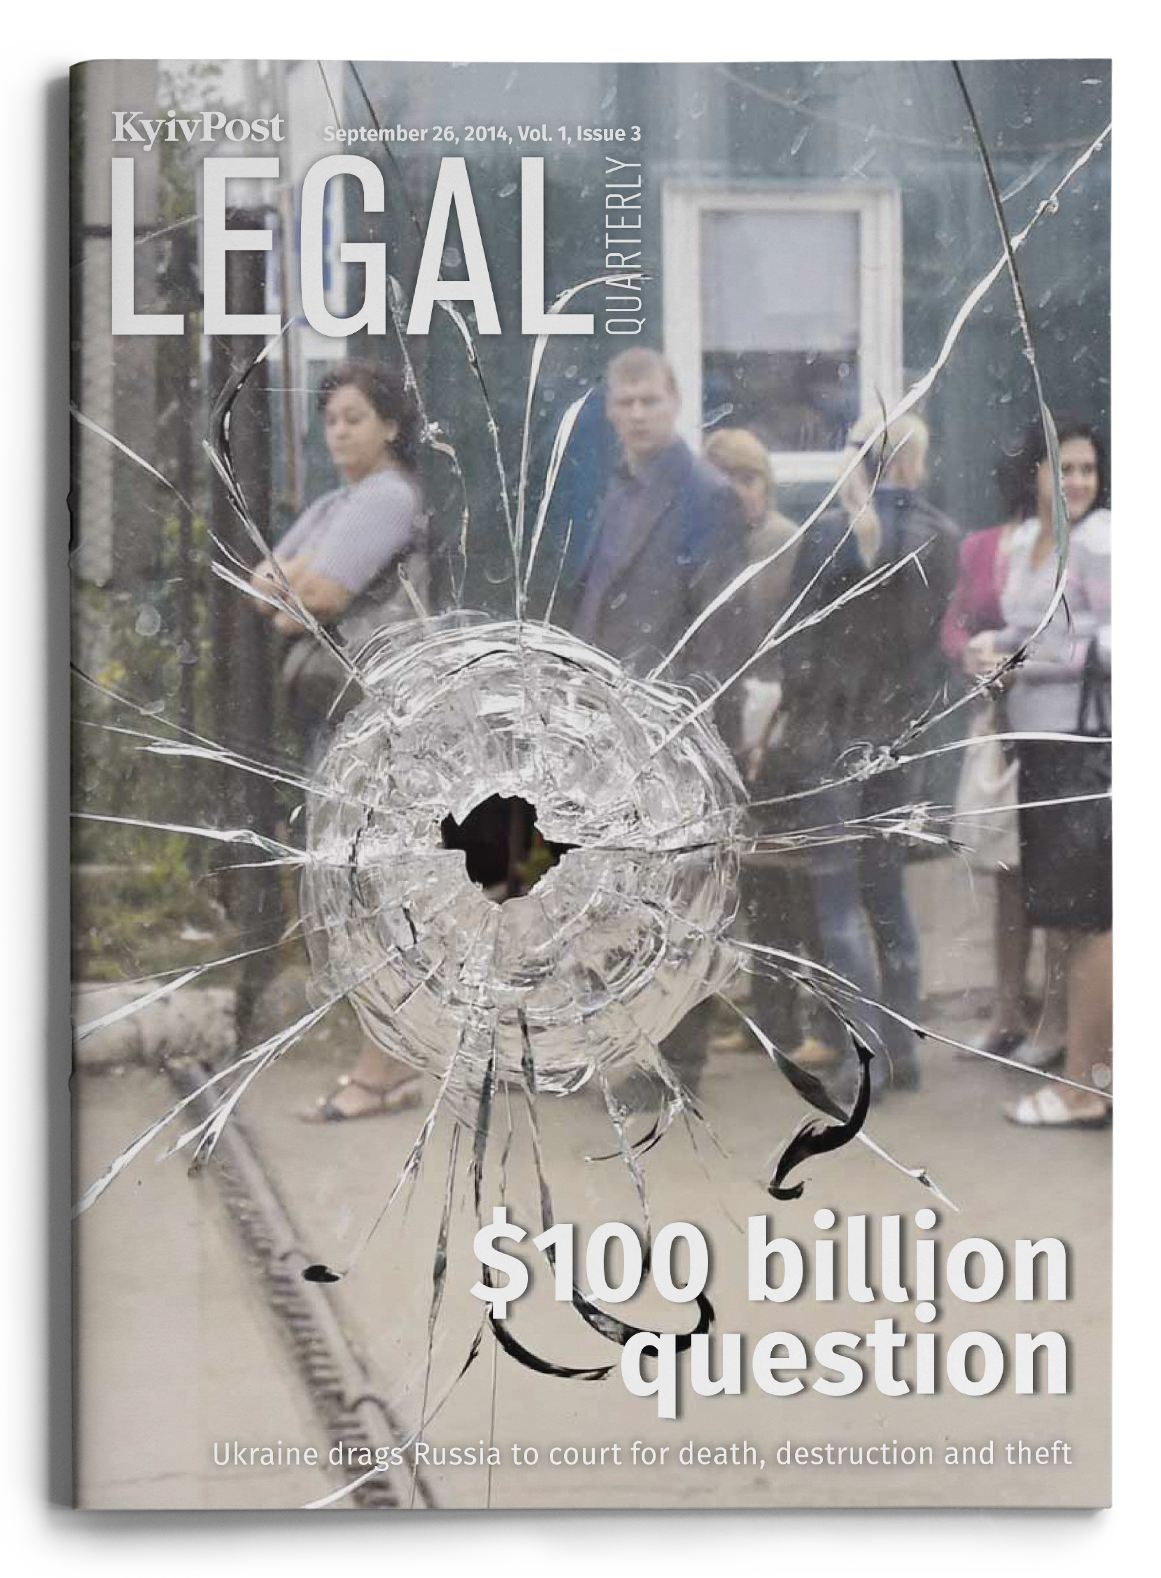 KyivPost
September 26, 2014, Vol. 1, Issue 3
LEGAL
QUARTERLY
$100 billion
question
Ukraine drags Russia to court for death, destruction and theft